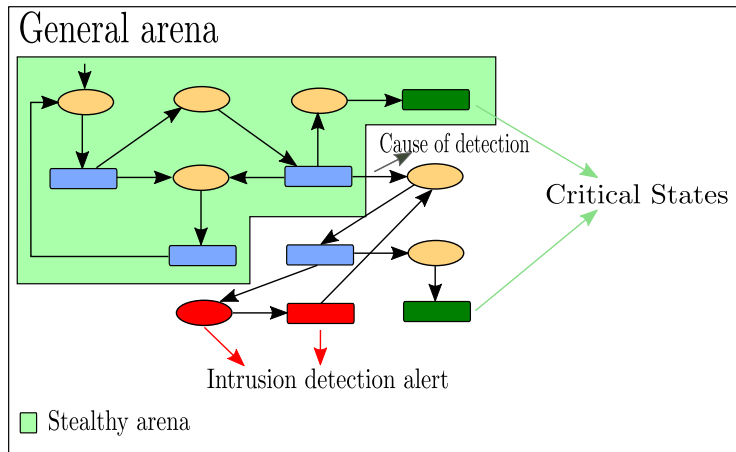 General arena
Cause of detection
Critical States
Intrusion detection alert
Stealthy arena